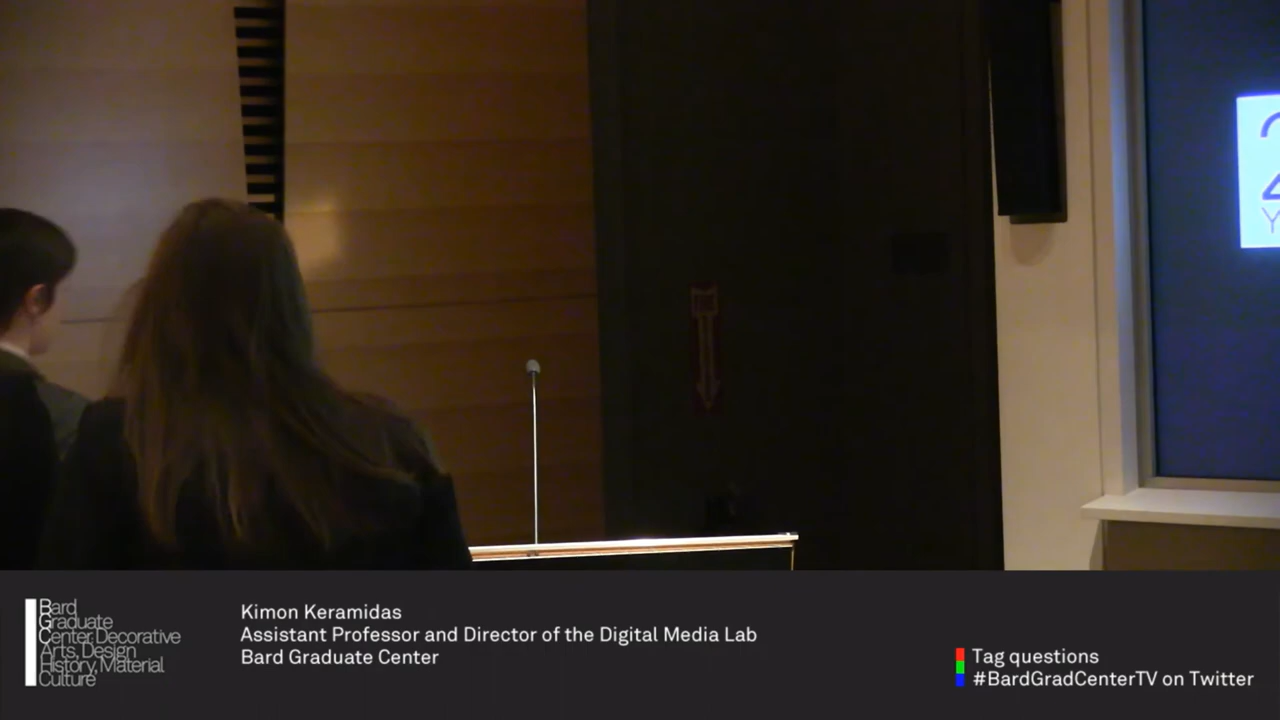 2
Y
Bard
Graduate
Center Decorative
Arts, Design
History, Material
Culture
Kimon Keramidas
Assistant Professor and Director of the Digital Media Lab
Bard Graduate Center
Tag questions
#BardGradCenterTV on Twitter